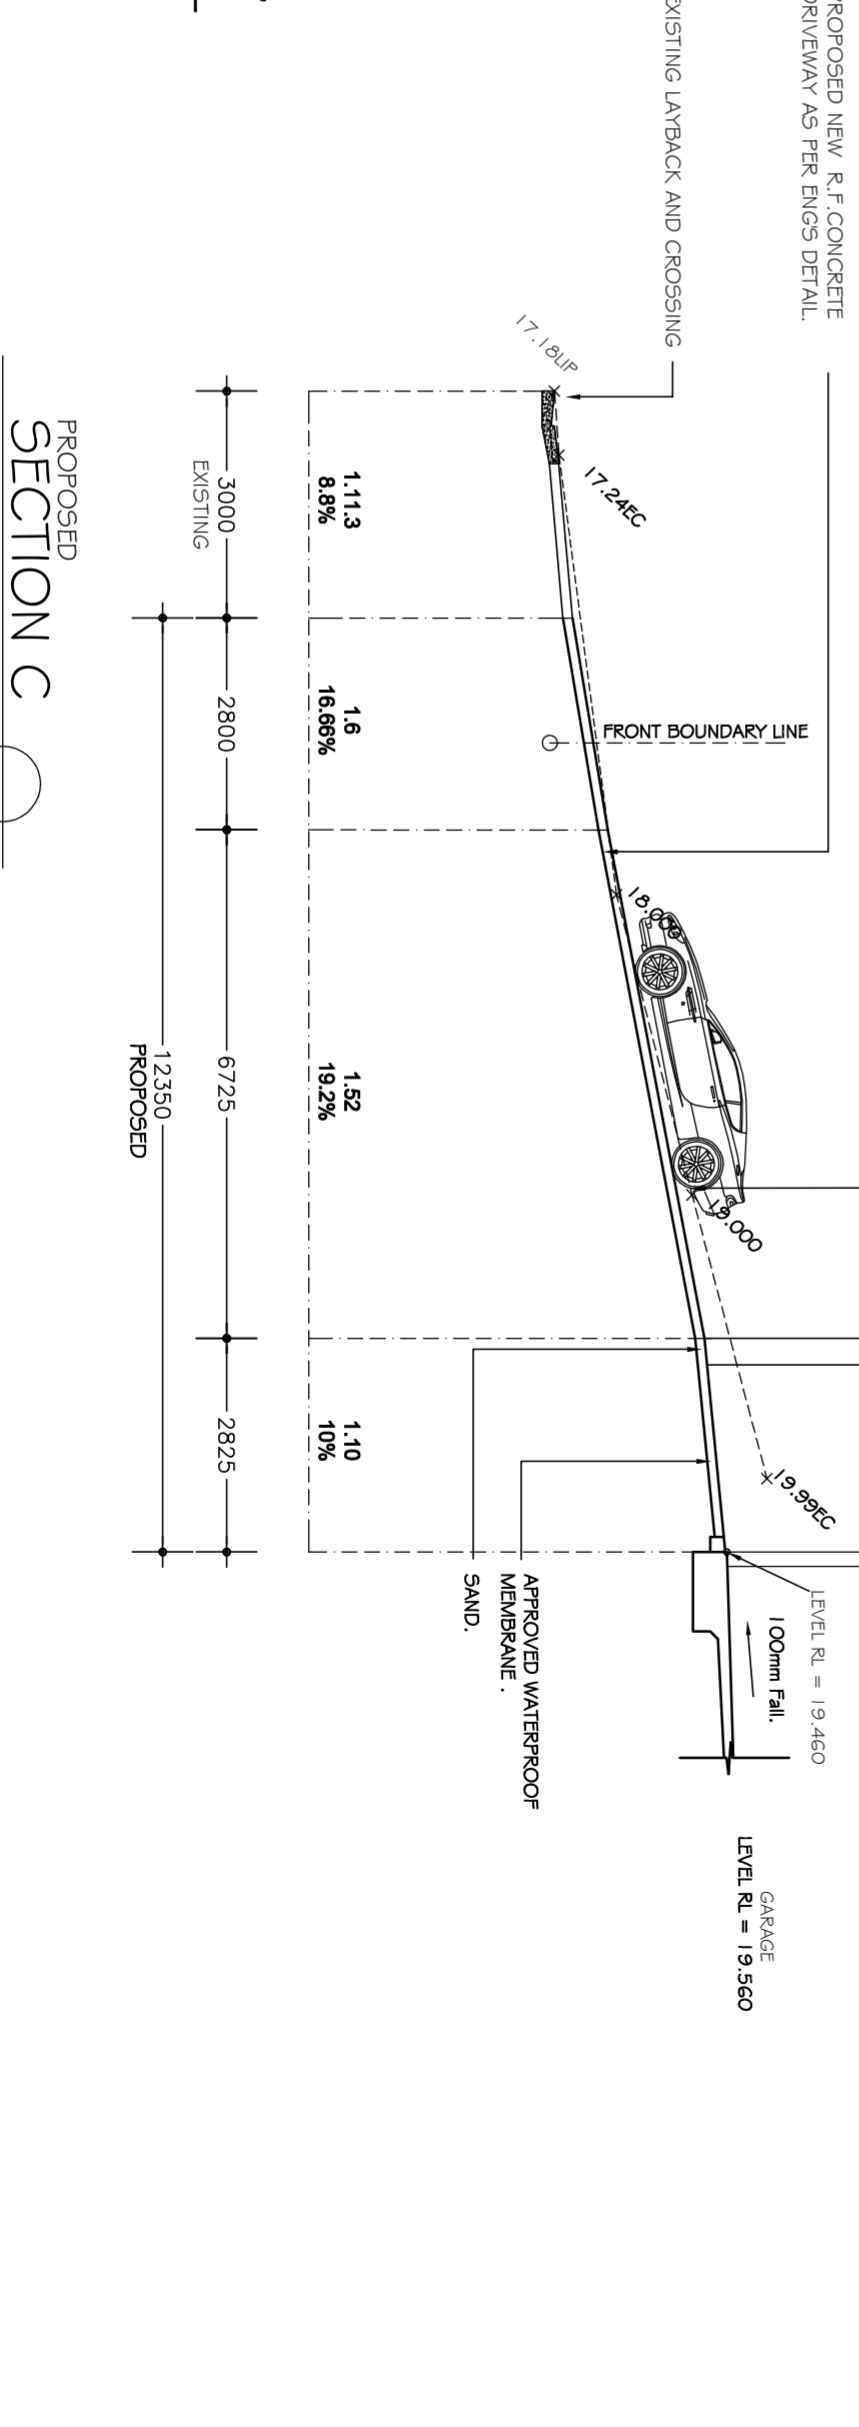 PROPOSED NEW R.F.CONCRETE
DRIVEWAY AS PER ENG'S DETAIL.
EXISTING LAYBACK AND CROSSING
17.18LIP
17.24EC
FRONT BOUNDARY LINE
18.000
19.000
19.99EC
LEVEL RL = 19.460
100mm Fall.
GARAGE
LEVEL RL = 19.560
APPROVED WATERPROOF
MEMBRANE .
SAND.
1.11.3
8.8%
1.6
16.66%
1.52
19.2%
1.10
10%
3000
EXISTING
2800
6725
2825
12350
PROPOSED
PROPOSED
SECTION C